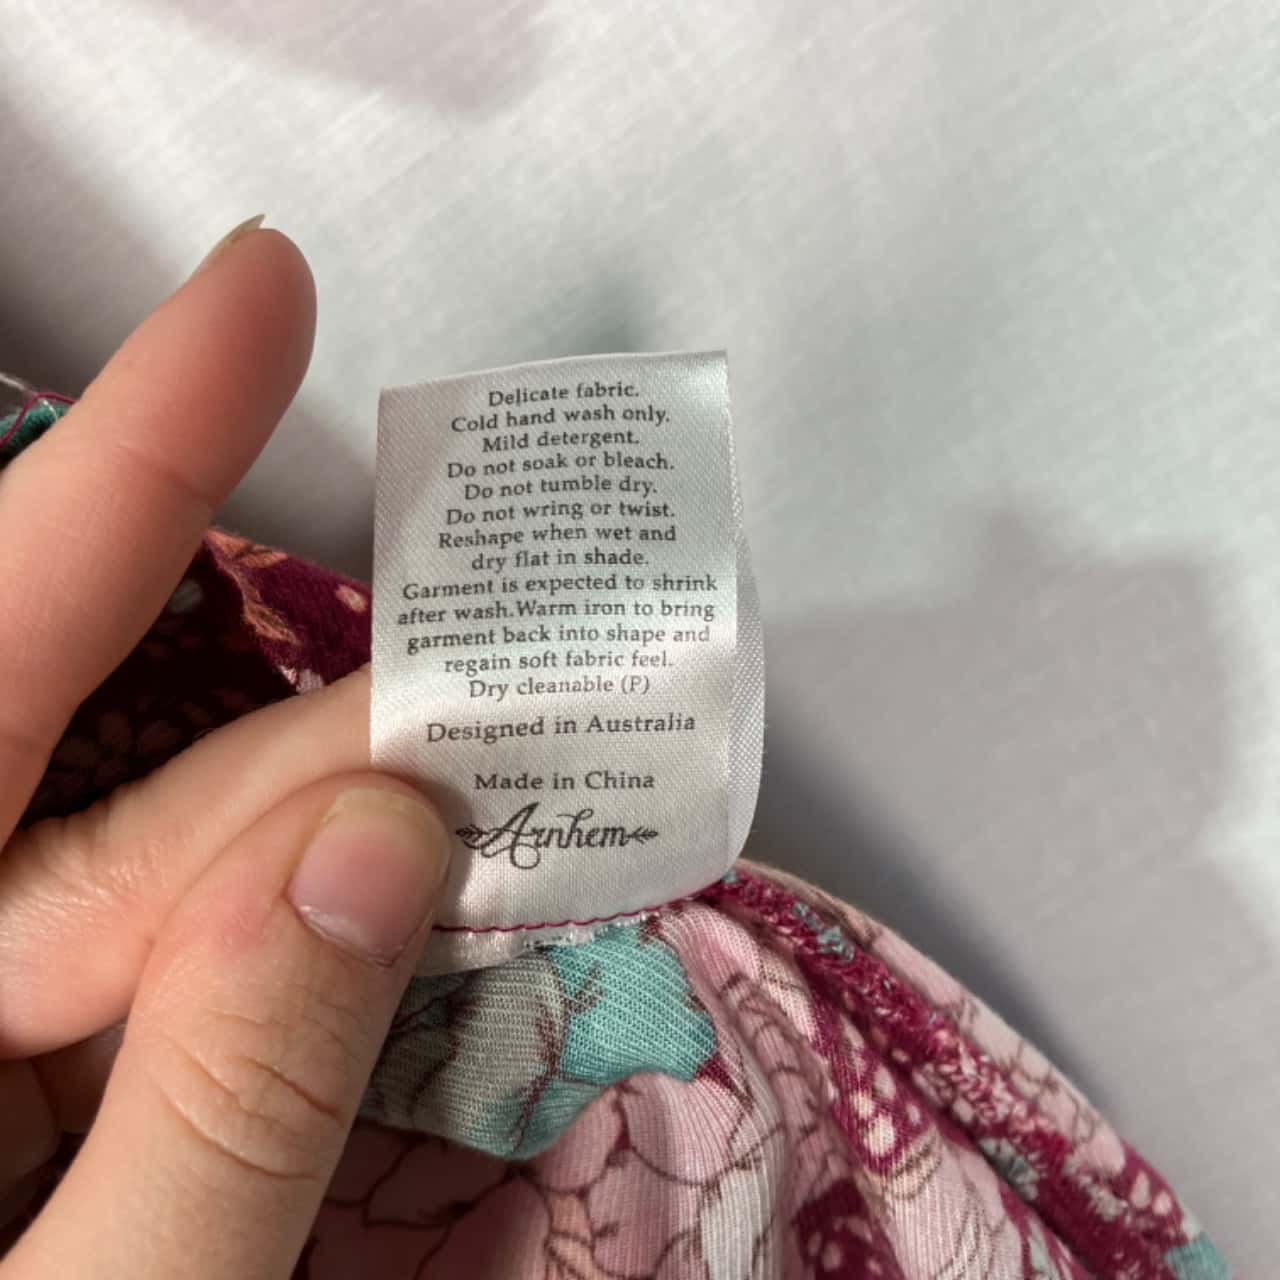 Delicate fabric.
Cold hand wash only.
Mild detergent.
Do not soak or bleach.
Do not tumble dry.
Do not wring or twist.
Reshape when wet and
dry flat in shade.
Garment is expected to shrink
after wash.Warm iron to bring
garment back into shape and
regain soft fabric feel.
Dry cleanable (P)
Designed in Australia
Made in China
Arnhem